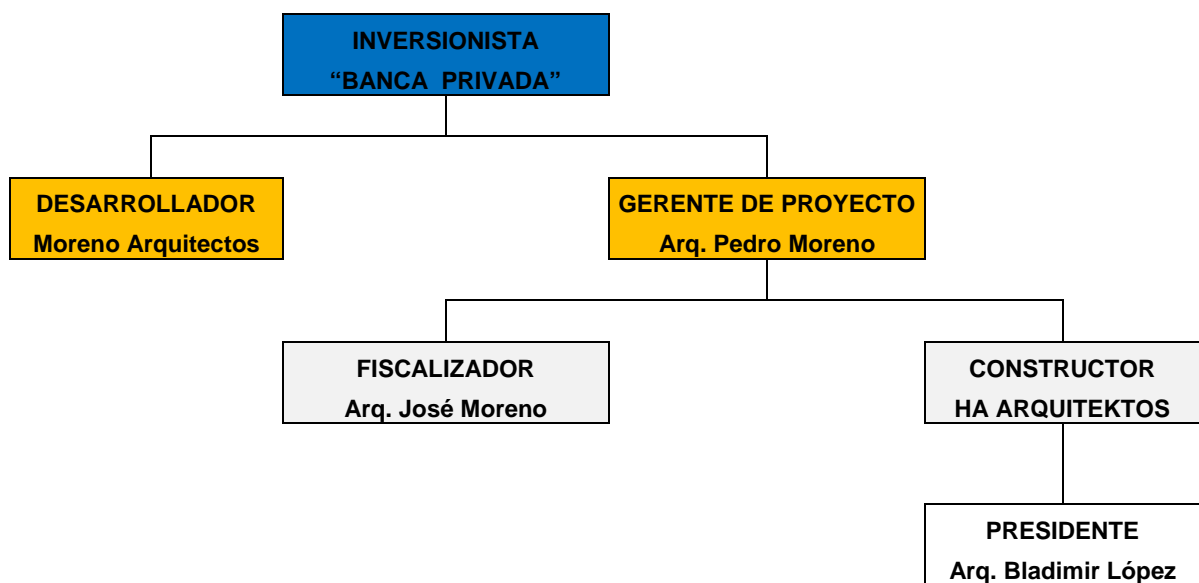 INVERSIONISTA
“BANCA PRIVADA”
DESARROLLADOR
Moreno Arquitectos
GERENTE DE PROYECTO
Arq. Pedro Moreno
FISCALIZADOR
Arq. José Moreno
CONSTRUCTOR
HA ARQUITEKTOS
PRESIDENTE
Arq. Bladimir López